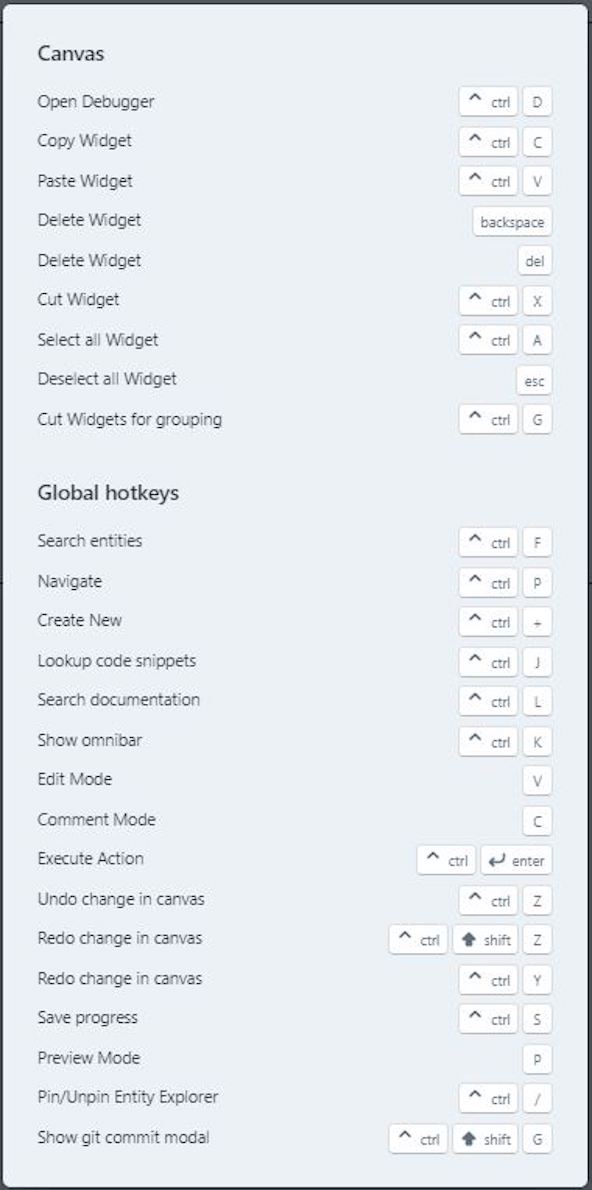 Canvas
Open Debugger ^ ctrl D
Copy Widget ^ ctrl C
Paste Widget ^ ctrl V
Delete Widget backspace
Delete Widget del
Cut Widget ^ ctrl X
Select all Widget ^ ctrl A
Deselect all Widget esc
Cut Widgets for grouping ^ ctrl G
Global hotkeys
Search entities ^ ctrl F
Navigate ^ ctrl P
Create New ^ ctrl +
Lookup code snippets ^ ctrl J
Search documentation ^ ctrl L
Show omnibar ^ ctrl K
Edit Mode V
Comment Mode C
Execute Action ^ ctrl enter
Undo change in canvas ^ ctrl Z
Redo change in canvas ^ ctrl shift Z
Redo change in canvas ^ ctrl Y
Save progress ^ ctrl S
Preview Mode P
Pin/Unpin Entity Explorer ^ ctrl /
Show git commit modal ^ ctrl shift G